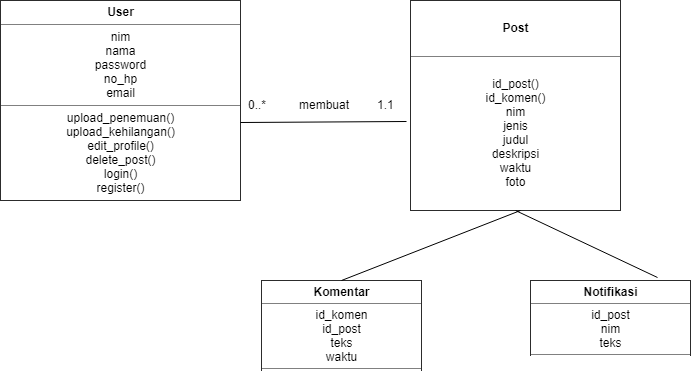 User
nim
nama
password
no_hp
email
upload_penemuan()
upload_kehilangan()
edit_profile()
delete_post()
login()
register()
0..* membuat 1.1
Post
id_post()
id_komen()
nim
jenis
judul
deskripsi
waktu
foto
Komentar
id_komen
id_post
teks
waktu
Notifikasi
id_post
nim
teks